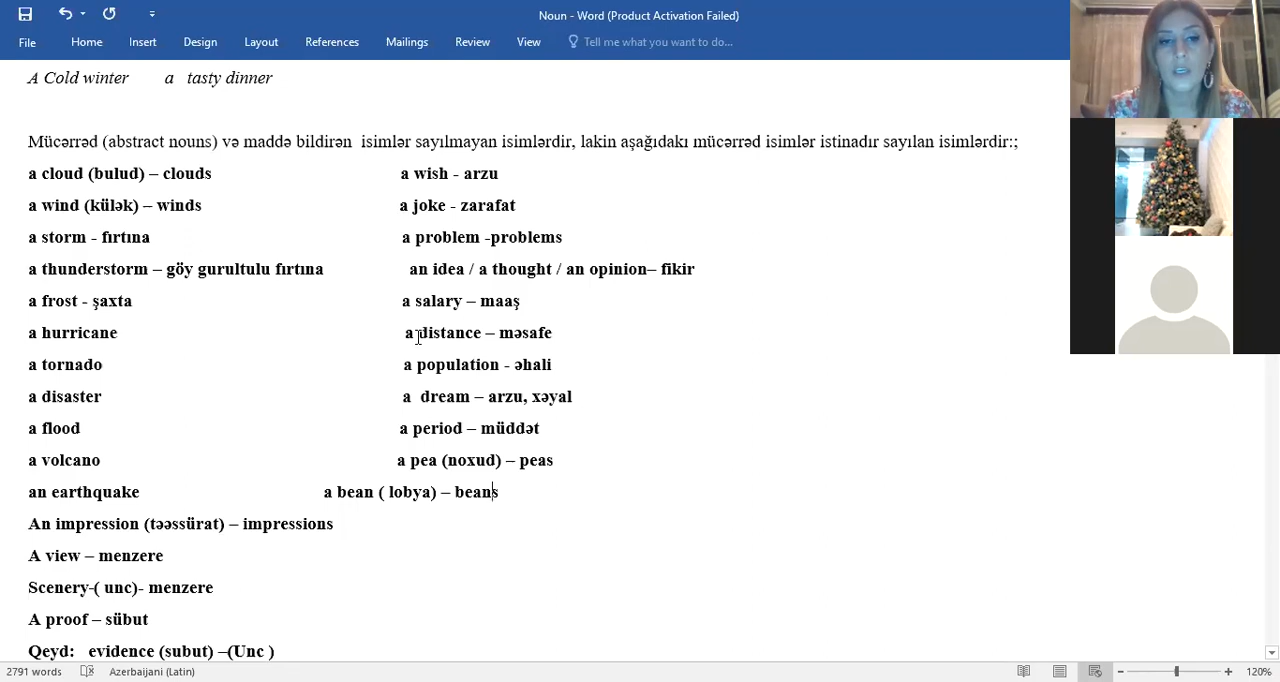 Noun - Word (Product Activation Failed)
File Home Insert Design Layout References Mailings Review View Tell me what you want to do...
A Cold winter a tasty dinner
Mücərrəd (abstract nouns) və maddə bildirən isimlər sayılmayan isimlərdir, lakin aşağıdakı mücərrəd isimlər istinadır sayılan isimlərdir:;
a cloud (bulud) – clouds a wish - arzu
a wind (külək) – winds a joke - zarafat
a storm - fırtına a problem -problems
a thunderstorm – göy gurultulu fırtına an idea / a thought / an opinion– fikir
a frost - şaxta a salary – maaş
a hurricane a distance – məsafe
a tornado a population - əhali
a disaster a dream – arzu, xəyal
a flood a period – müddət
a volcano a pea (noxud) – peas
an earthquake a bean ( lobya) – beans
An impression (təəssürat) – impressions
A view – menzere
Scenery-( unc)- menzere
A proof – sübut
Qeyd: evidence (subut) –(Unc )
2791 words Azerbaijani (Latin) 120%